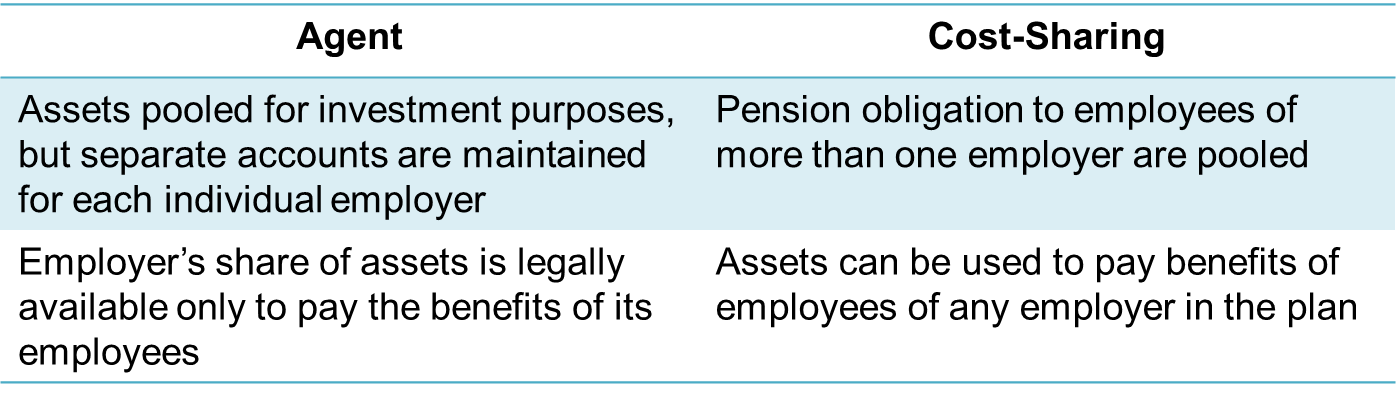 Agent
Cost-Sharing
Assets pooled for investment purposes,
but separate accounts are maintained
for each individual employer
Pension obligation to employees of
more than one employer are pooled
Employer’s share of assets is legally
available only to pay the benefits of its
employees
Assets can be used to pay benefits of
employees of any employer in the plan